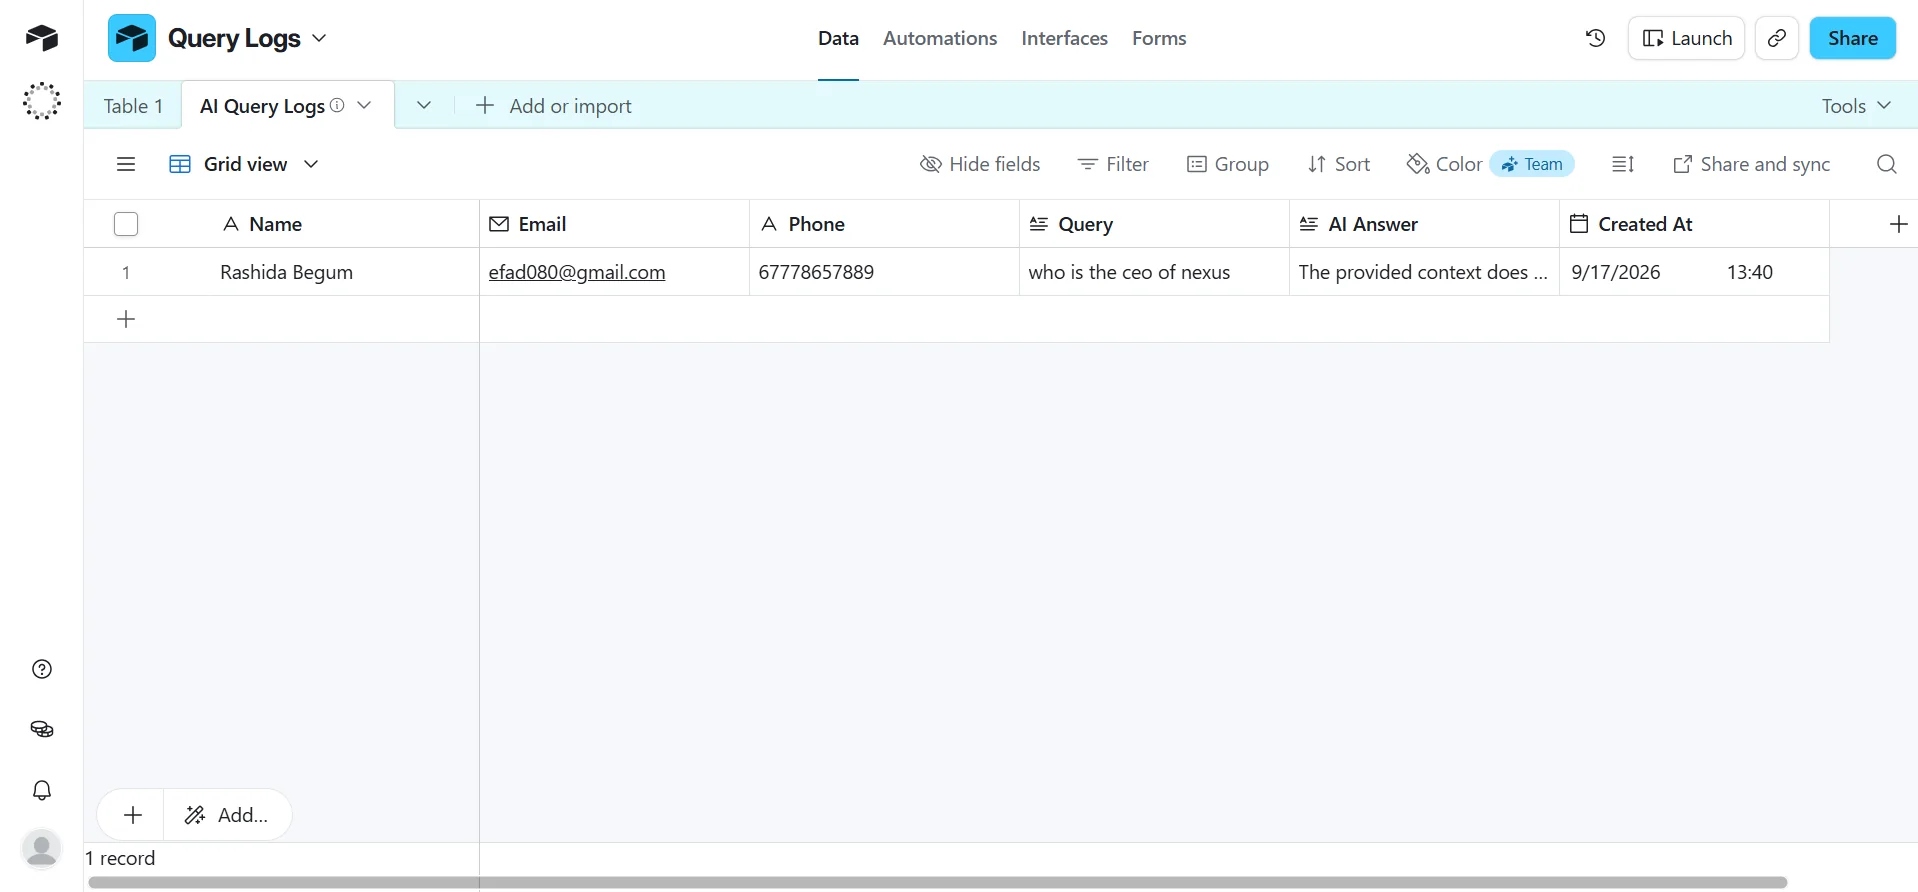 Query Logs
Data Automations Interfaces Forms
Launch
Share
Table 1
AI Query Logs
Add or import
Tools
Grid view
Hide fields
Filter
Group
Sort
Color
Team
Share and sync
Name Email Phone Query AI Answer Created At
1 Rashida Begum efad080@gmail.com 67778657889 who is the ceo of nexus The provided context does ... 9/17/2026 13:40
Add...
1 record